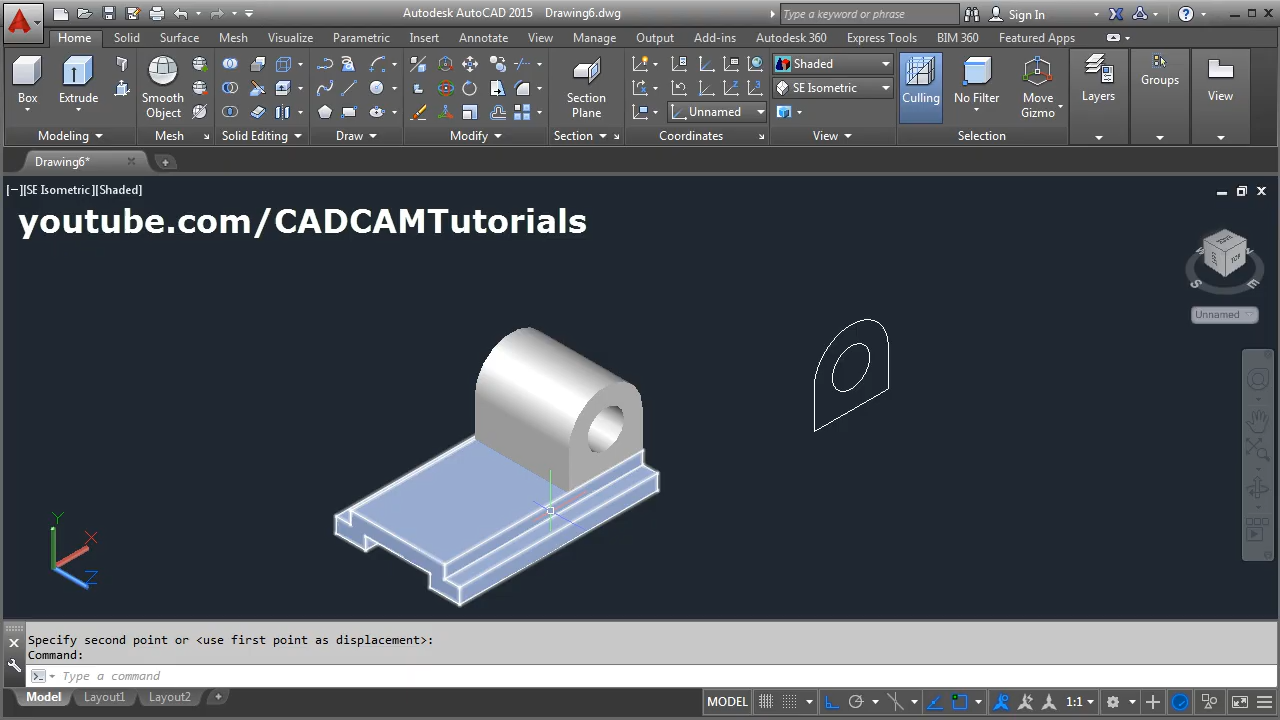 Autodesk AutoCAD 2015 Drawing6.dwg
Type a keyword or phrase
Sign In
Home Solid Surface Mesh Visualize Parametric Insert Annotate View Manage Output Add-ins Autodesk 360 Express Tools BIM 360 Featured Apps
Box
Extrude
Smooth
Object
Section
Plane
Unnamed
Shaded
SE Isometric
Culling
No Filter
Move
Gizmo
Layers
Groups
View
Modeling
Mesh
Solid Editing
Draw
Modify
Section
Coordinates
View
Selection
Drawing6*
[−][SE Isometric][Shaded]
youtube.com/CADCAMTutorials
TOP
S
E
Unnamed
Y
X
Z
Specify second point or <use first point as displacement>:
Command:
Type a command
Model Layout1 Layout2
MODEL
1:1